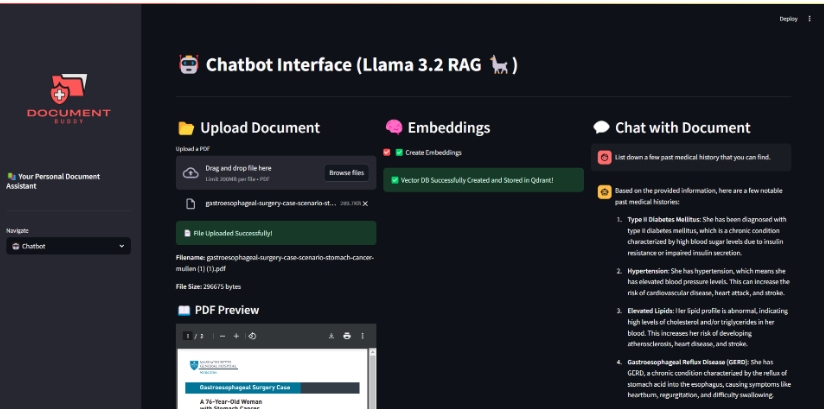 Deploy
Chatbot Interface (Llama 3.2 RAG 🦙 )
DOCUMENT
BUDDY
Your Personal Document
Assistant
Navigate
Chatbot
Upload Document
Upload a PDF
Drag and drop file here
Limit 200MB per file • PDF
Browse files
gastroesophageal-surgery-case-scenario-st...
File Uploaded Successfully!
Filename: gastroesophageal-surgery-case-scenario-stomach-cancer-
mullen (1) (1).pdf
File Size: 296675 bytes
PDF Preview
1 / 3
GENERAL HOSPITAL
Gastroesophageal Surgery Case
A 76-Year-Old Woman
with Stomach Cancer
Embeddings
Create Embeddings
Vector DB Successfully Created and Stored in Qdrant!
Chat with Document
List down a few past medical history that you can find.
Based on the provided information, here are a few notable
past medical histories:
1. Type II Diabetes Mellitus: She has been diagnosed with
type II diabetes mellitus, which is a chronic condition
characterized by high blood sugar levels due to insulin
resistance or impaired insulin secretion.
2. Hypertension: She has hypertension, which means she
has elevated blood pressure levels. This can increase the
risk of cardiovascular disease, heart attack, and stroke.
3. Elevated Lipids: Her lipid profile is abnormal, indicating
high levels of cholesterol and/or triglycerides in her
blood. This increases her risk of developing
atherosclerosis, heart disease, and stroke.
4. Gastroesophageal Reflux Disease (GERD): She has
GERD, a chronic condition characterized by the reflux of
stomach acid into the esophagus, causing symptoms like
heartburn, regurgitation, and difficulty swallowing.